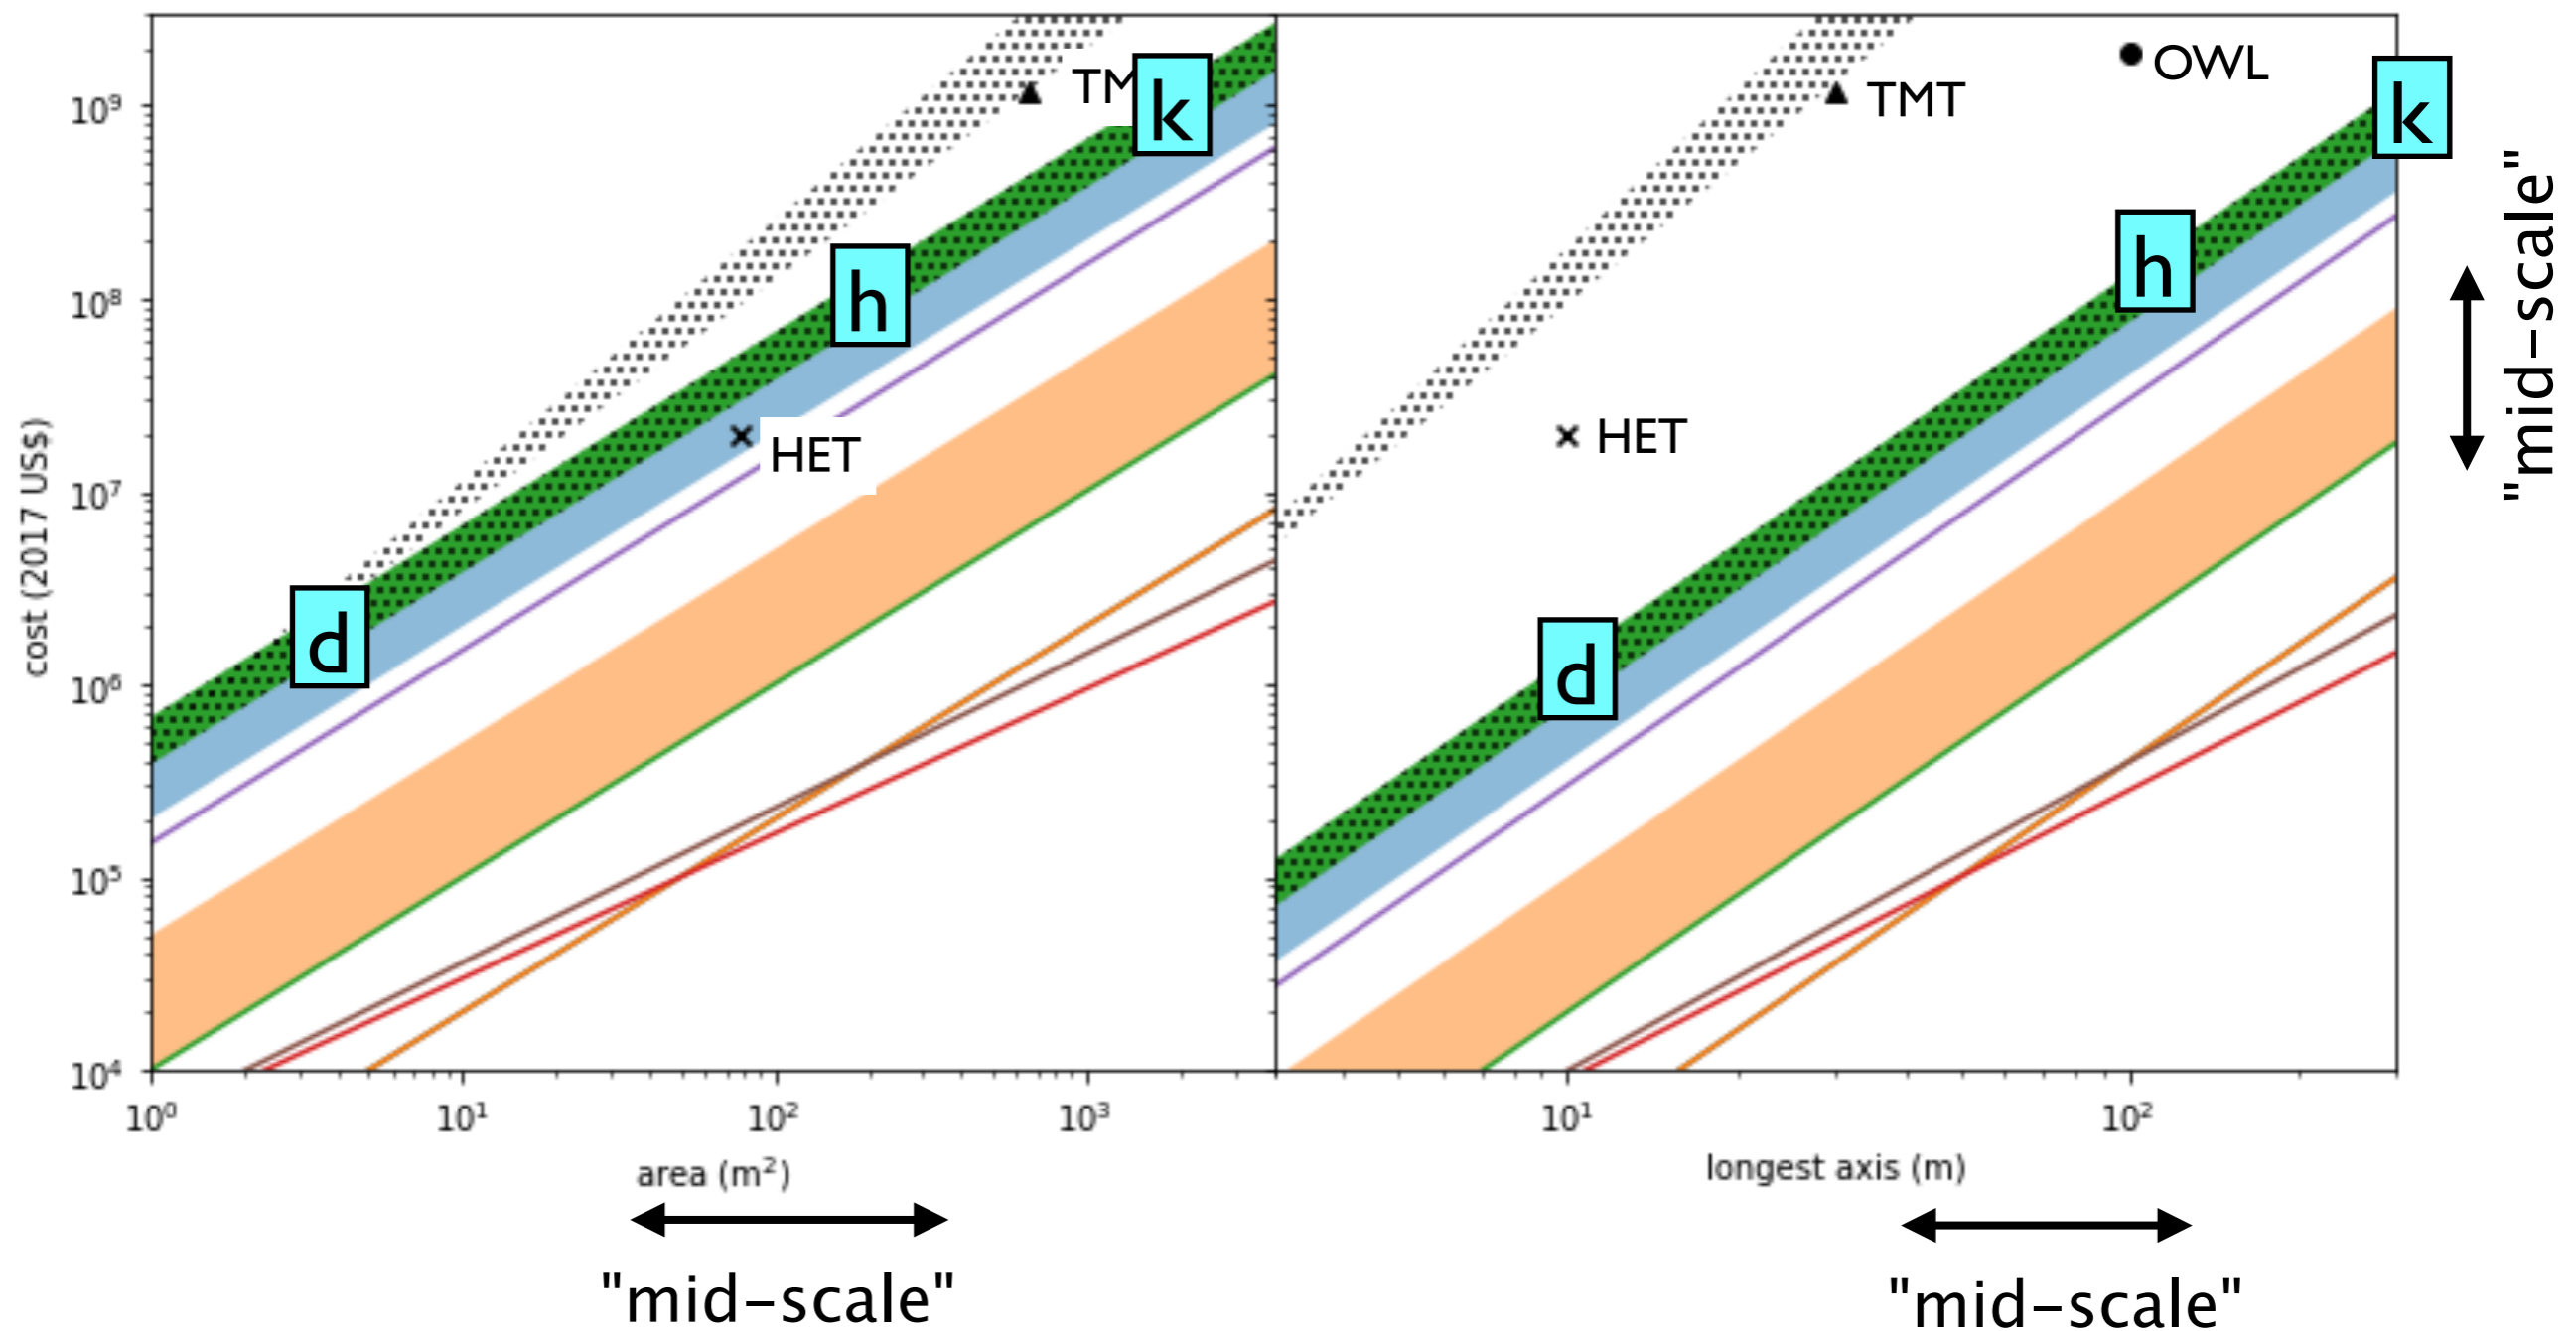 OWL
TM
k
TMT
k
10⁹
h
h
10⁸
"mid-scale"
HET
HET
10⁷
cost (2017 US$)
d
d
10⁶
10⁵
10⁴
10⁰
10¹
10²
10³
10¹
10²
area (m²)
longest axis (m)
"mid-scale"
"mid-scale"